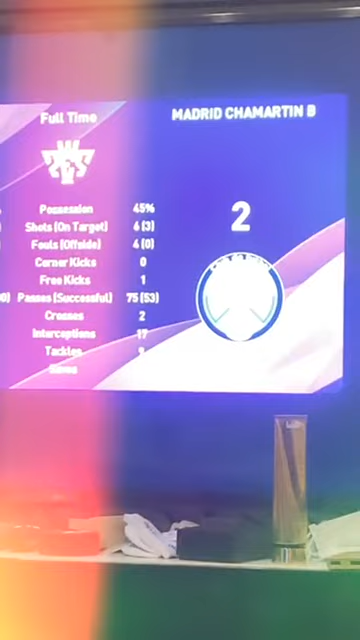 Full Time
MADRID CHAMARTIN B
2
Possession 45%
Shots (On Target) 6 (3)
Fouls (Offside) 4 (0)
Corner Kicks 0
Free Kicks 1
Passes (Successful) 75 (53)
Crosses 2
Interceptions 17
Tackles 9
Saves